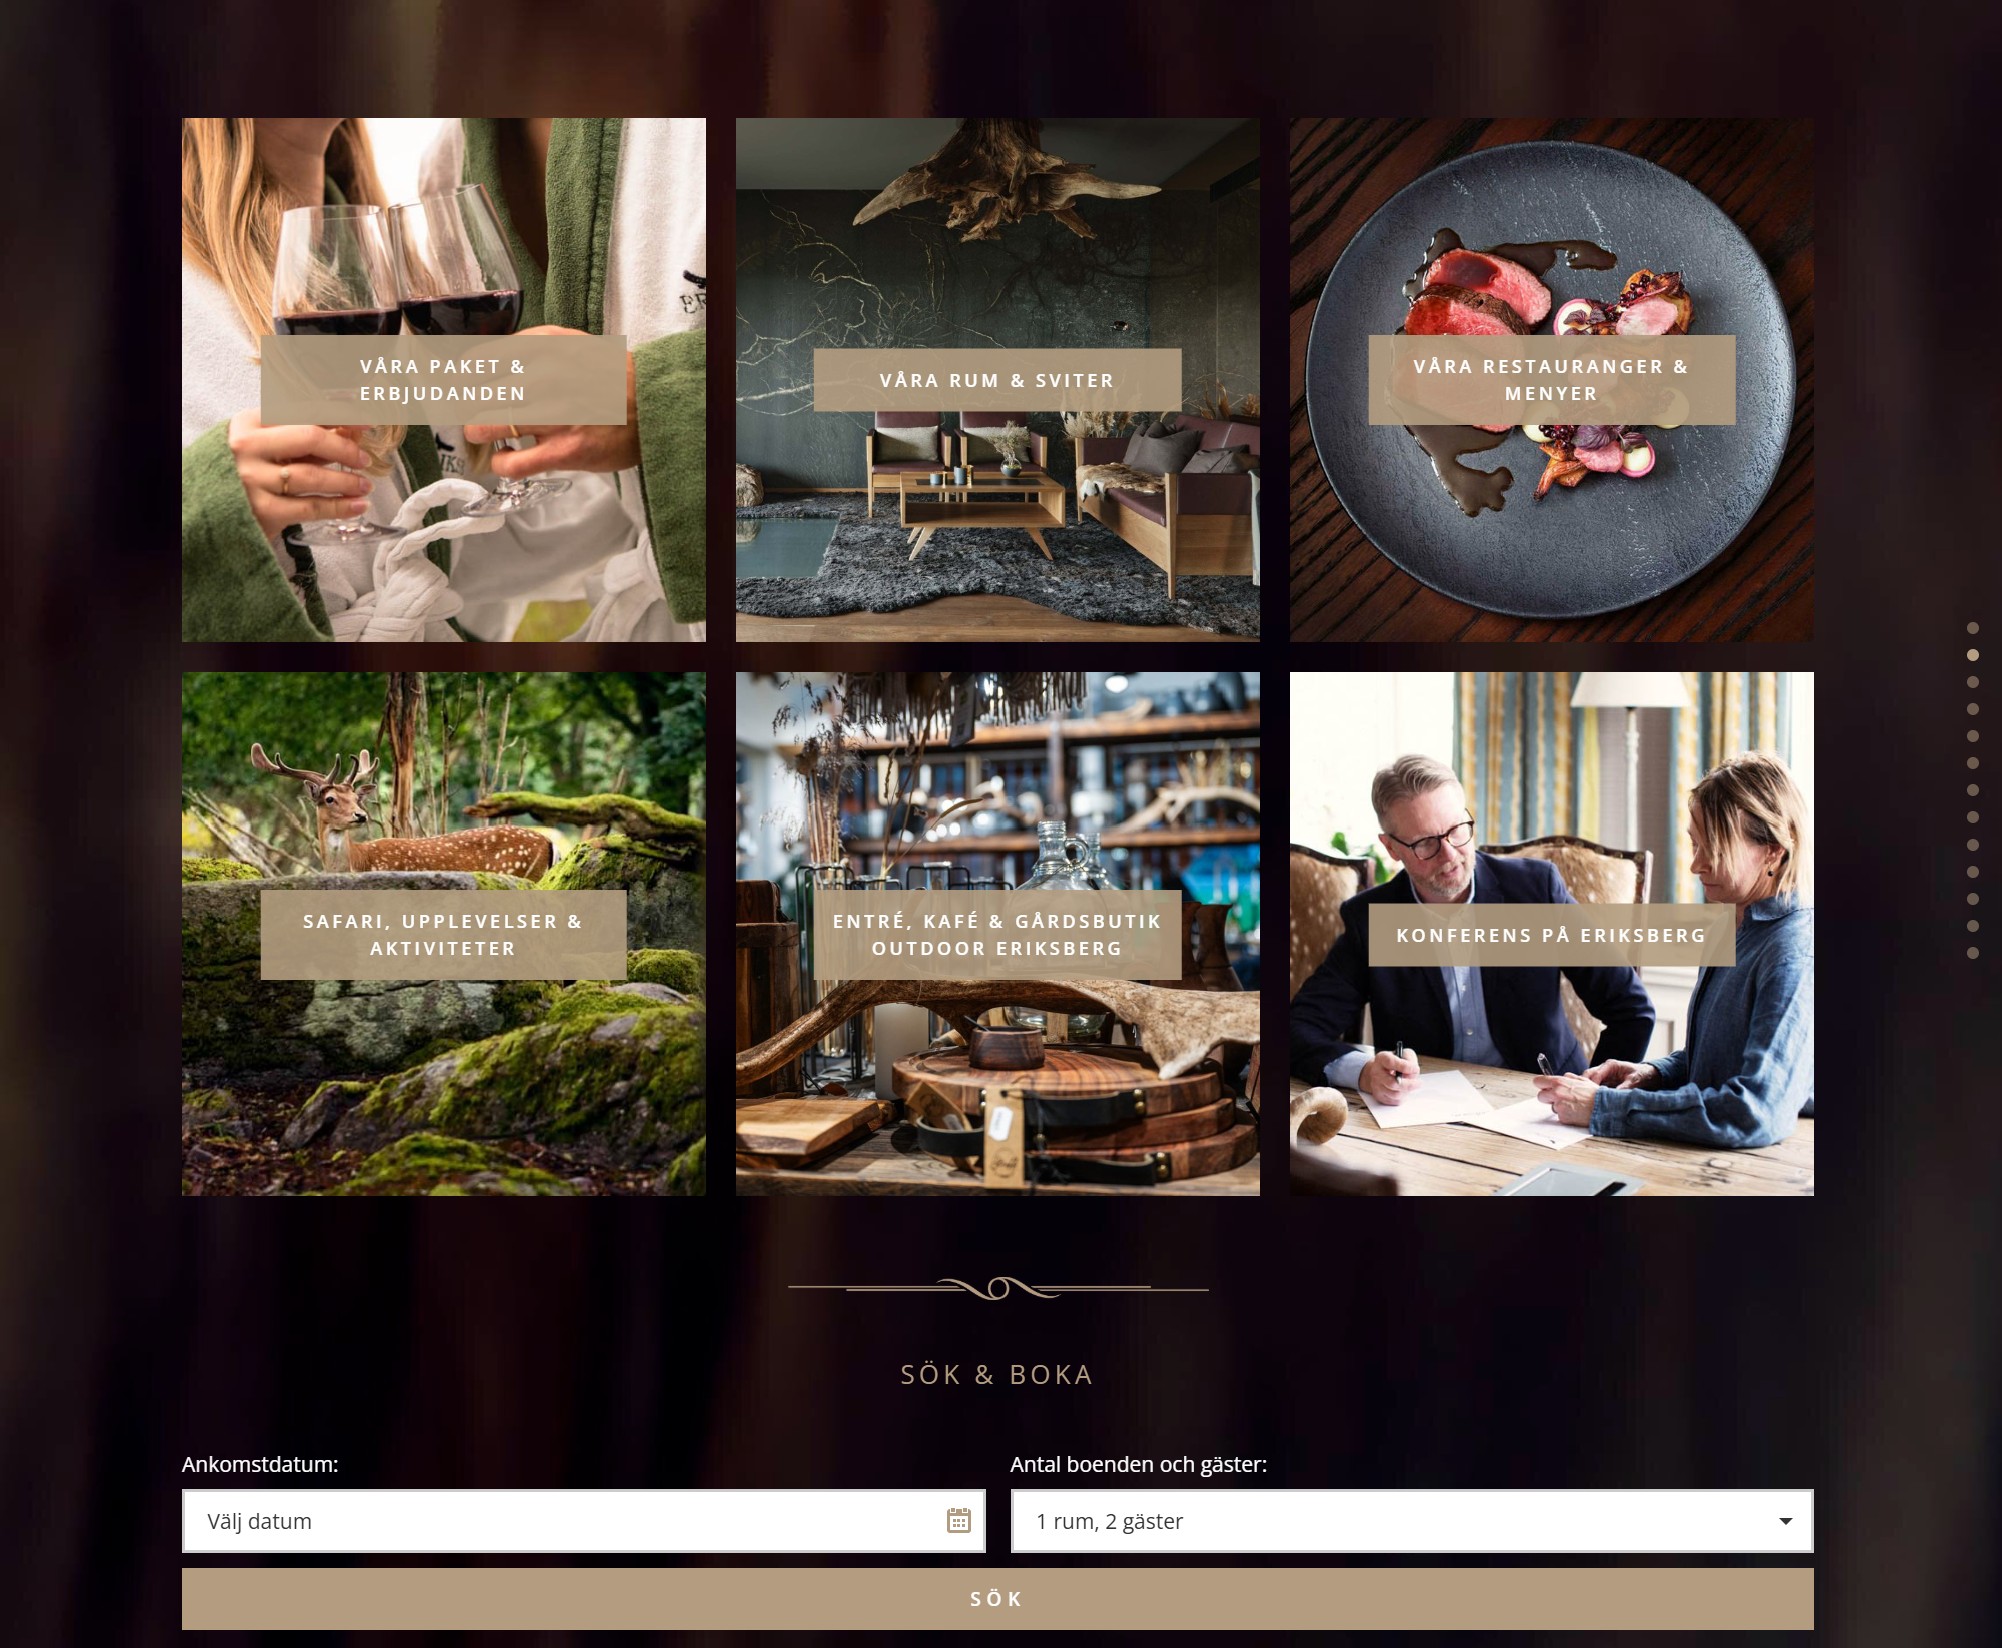 VÅRA PAKET &
ERBJUDANDEN
VÅRA RUM & SVITER
VÅRA RESTAURANGER &
MENYER
SAFARI, UPPLEVELSER &
AKTIVITETER
ENTRÉ, KAFÉ & GÅRDSBUTIK
OUTDOOR ERIKSBERG
KONFERENS PÅ ERIKSBERG
SÖK & BOKA
Ankomstdatum:
Antal boenden och gäster:
Välj datum
1 rum, 2 gäster
SÖK